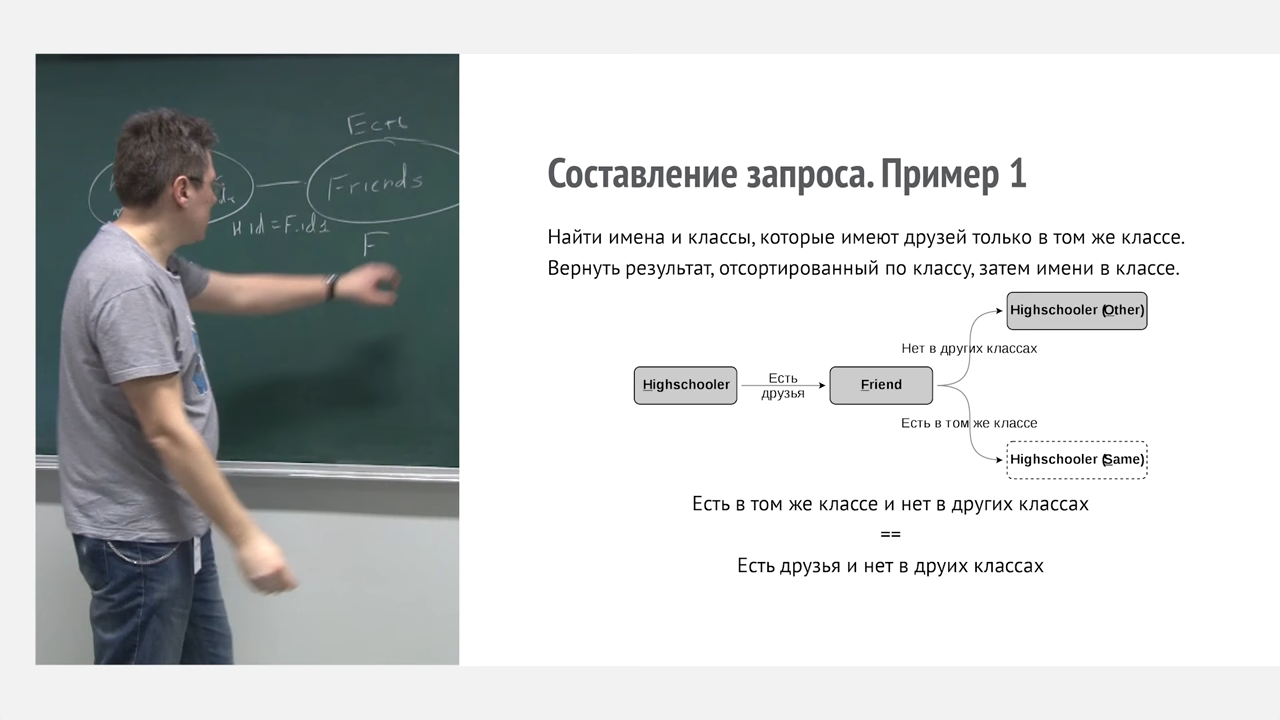 Есть
Friends
H.id=F.id1
F
Составление запроса. Пример 1
Найти имена и классы, которые имеют друзей только в том же классе.
Вернуть результат, отсортированный по классу, затем имени в классе.
Highschooler (Other)
Нет в других классах
Highschooler
Есть
друзья
Friend
Есть в том же классе
Highschooler (Same)
Есть в том же классе и нет в других классах
==
Есть друзья и нет в друих классах